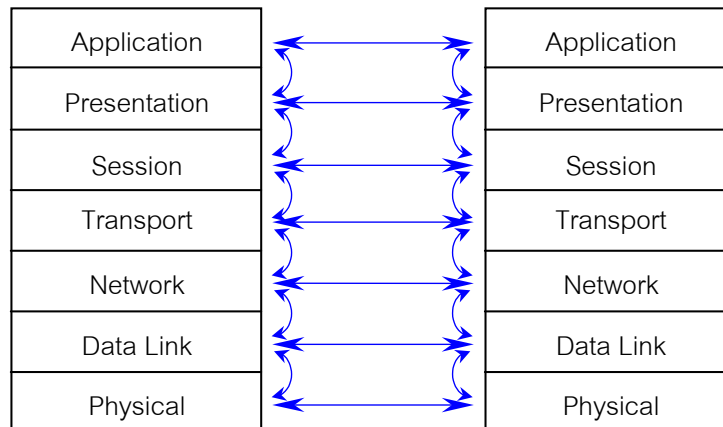 Application
Application
Presentation
Presentation
Session
Session
Transport
Transport
Network
Network
Data Link
Data Link
Physical
Physical